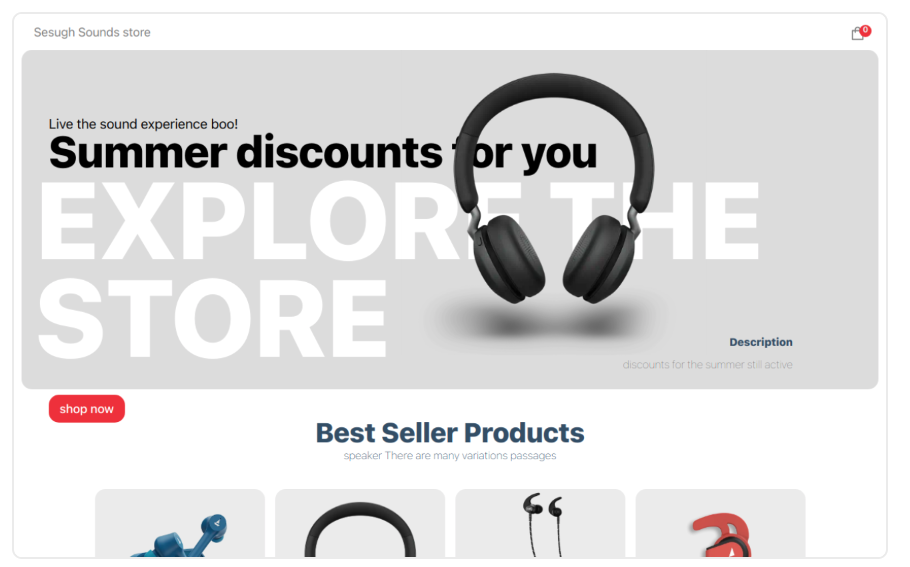 Sesugh Sounds store
0
Live the sound experience boo!
Summer discounts for you
EXPLORE THE
STORE
Description
discounts for the summer still active
shop now
Best Seller Products
speaker There are many variations passages